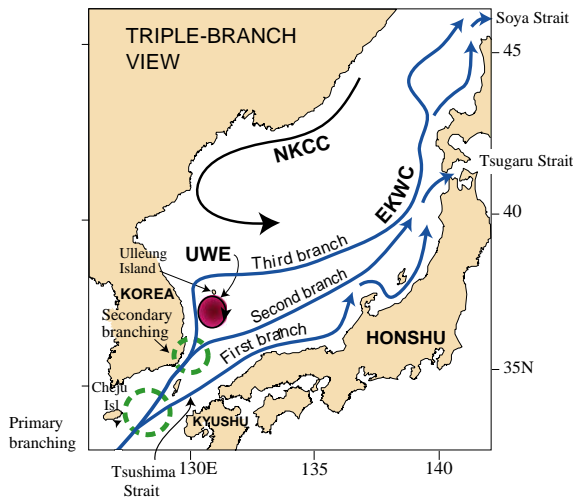 TRIPLE-BRANCH
VIEW
Soya Strait
45
NKCC
Tsugaru Strait
EKWC
40
UWE
Third branch
Ulleung
Island
KOREA
Second branch
Secondary
branching
First branch
HONSHU
35N
Cheju
Isl
Primary
branching
KYUSHU
Tsushima
Strait
130E
135
140